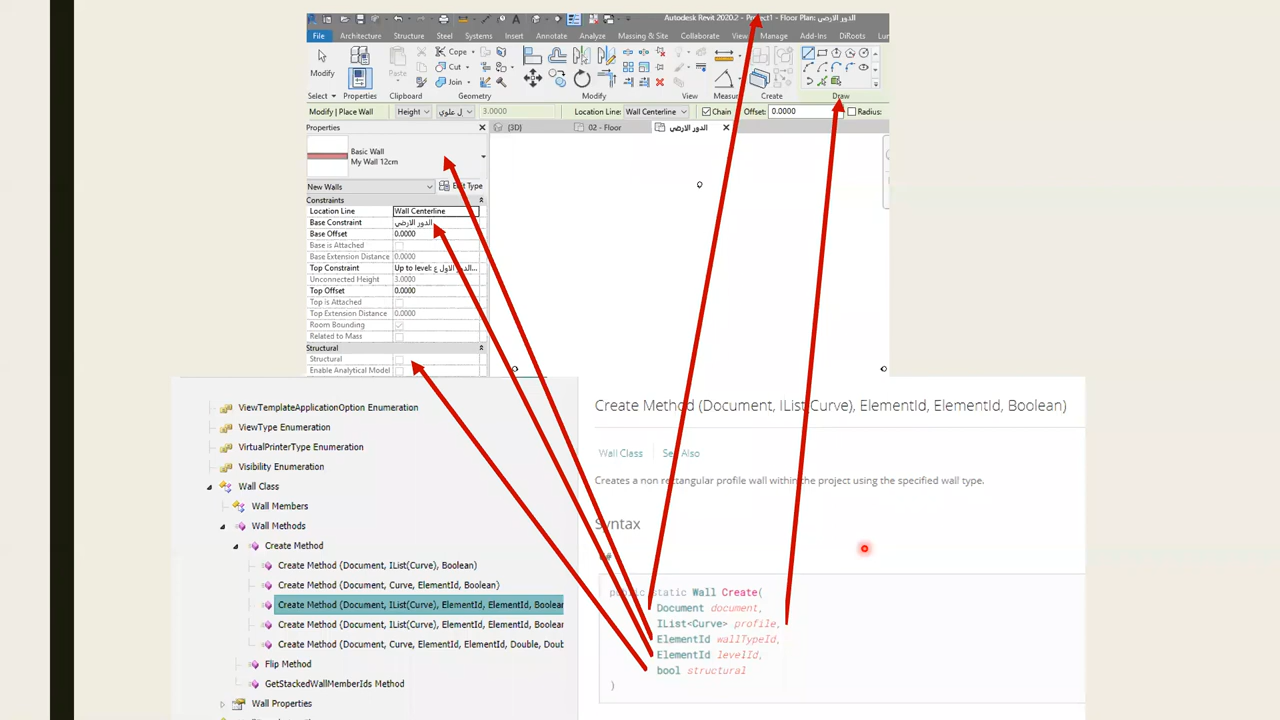 Autodesk Revit 2020.2 - Project1 - Floor Plan: الدور الارضي
File Architecture Structure Steel Systems Insert Annotate Analyze Massing & Site Collaborate View Manage Add-Ins DiRoots Lun
Modify
Paste
Cope
Cut
Join
Select Properties Clipboard Geometry Modify View Measure Create Draw
Modify | Place Wall Height ل علوي 3.0000 Location Line: Wall Centerline Chain Offset: 0.0000 Radius:
Properties
{3D} 02 - Floor الدور الارضي
Basic Wall
My Wall 12cm
New Walls Edit Type
Constraints
Location Line Wall Centerline
Base Constraint الدور الارضي
Base Offset 0.0000
Base is Attached
Base Extension Distance 0.0000
Top Constraint Up to level: الدور الاول ع...
Unconnected Height 3.0000
Top Offset 0.0000
Top is Attached
Top Extension Distance 0.0000
Room Bounding
Related to Mass
Structural
Structural
Enable Analytical Model
ViewTemplateApplicationOption Enumeration
ViewType Enumeration
VirtualPrinterType Enumeration
Visibility Enumeration
Wall Class
Wall Members
Wall Methods
Create Method
Create Method (Document, IList(Curve), Boolean)
Create Method (Document, Curve, ElementId, Boolean)
Create Method (Document, IList(Curve), ElementId, ElementId, Boolean
Create Method (Document, IList(Curve), ElementId, ElementId, Boolean
Create Method (Document, Curve, ElementId, ElementId, Double, Doub
Flip Method
GetStackedWallMemberIds Method
Wall Properties
Create Method (Document, IList(Curve), ElementId, ElementId, Boolean)
Wall Class See Also
Creates a non rectangular profile wall within the project using the specified wall type.
Syntax
C#
public static Wall Create(
Document document,
IList<Curve> profile,
ElementId wallTypeId,
ElementId levelId,
bool structural
)